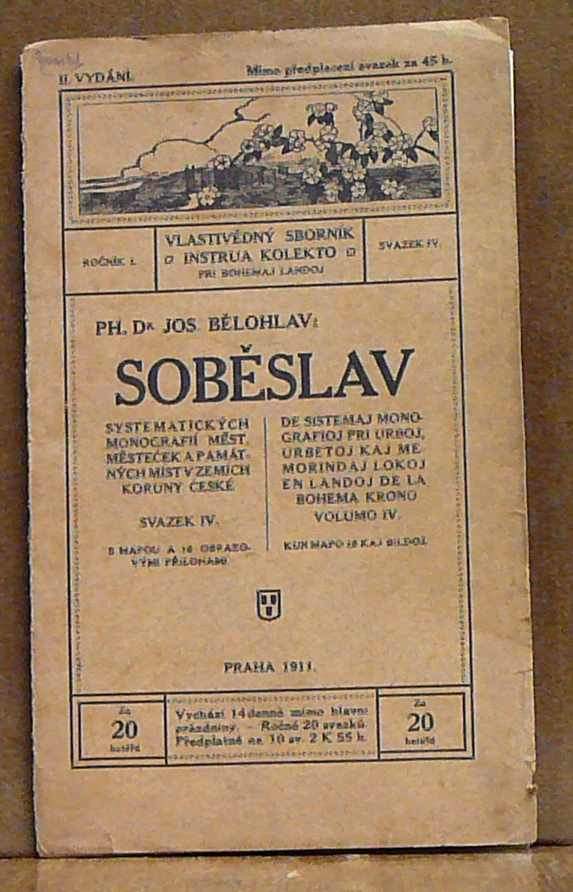 II. VYDÁNÍ.
Mimo předplacení svazek za 45 h.
ROČNÍK I.
VLASTIVĚDNÝ SBORNÍK
INSTRUA KOLEKTO
PRI BOHEMAJ LANDOJ
SVAZEK IV.
PH. DR. JOS. BĚLOHLAV:
SOBĚSLAV
SYSTEMATICKÝCH
MONOGRAFIÍ MĚST,
MĚSTEČEK A PAMÁT-
NÝCH MÍST V ZEMÍCH
KORUNY ČESKÉ
SVAZEK IV.
S MAPOU A 16 OBRAZO-
VÝMI PŘÍLOHAMI
DE SISTEMAJ MONO-
GRAFIOJ PRI URBOJ,
URBETOJ KAJ ME
MORINDAJ LOKOJ
EN LANDOJ DE LA
BOHEMA KRONO
VOLUMO IV.
KUN MAPO KAJ BILDOJ.
PRAHA 1911.
Za
20
haléřů
Vychází 14denně mimo hlavní
prázdniny. - Ročně 20 svazků.
Předplatné na 10 sv. 2 K 55 h.
Za
20
haléřů